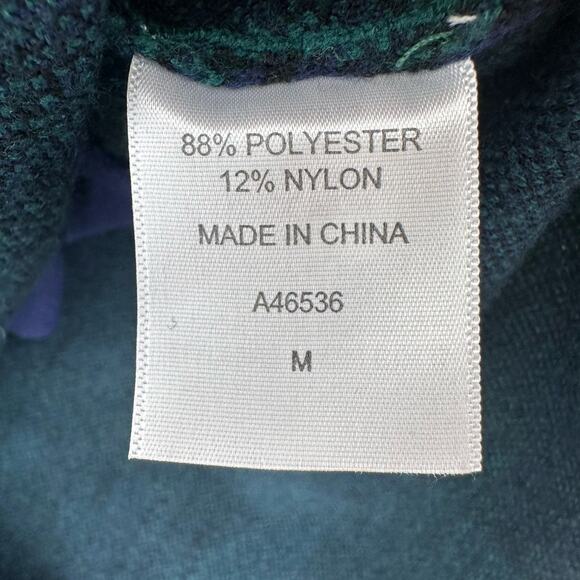 88% POLYESTER
12% NYLON
MADE IN CHINA
A46536
M